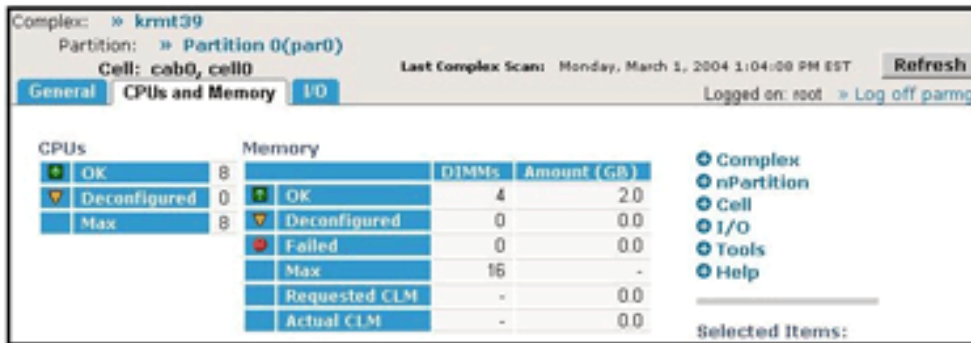 Complex: » krmt39
Partition: » Partition 0(par0)
Cell: cab0, cell0
Last Complex Scan: Monday, March 1, 2004 1:04:08 PM EST
Refresh
General CPUs and Memory I/O
Logged on: root » Log off parmg
CPUs
OK 8
Deconfigured 0
Max 8
Memory
DIMMs Amount (GB)
OK 4 2.0
Deconfigured 0 0.0
Failed 0 0.0
Max 16 -
Requested CLM - 0.0
Actual CLM - 0.0
Complex
nPartition
Cell
I/O
Tools
Help
Selected Items: